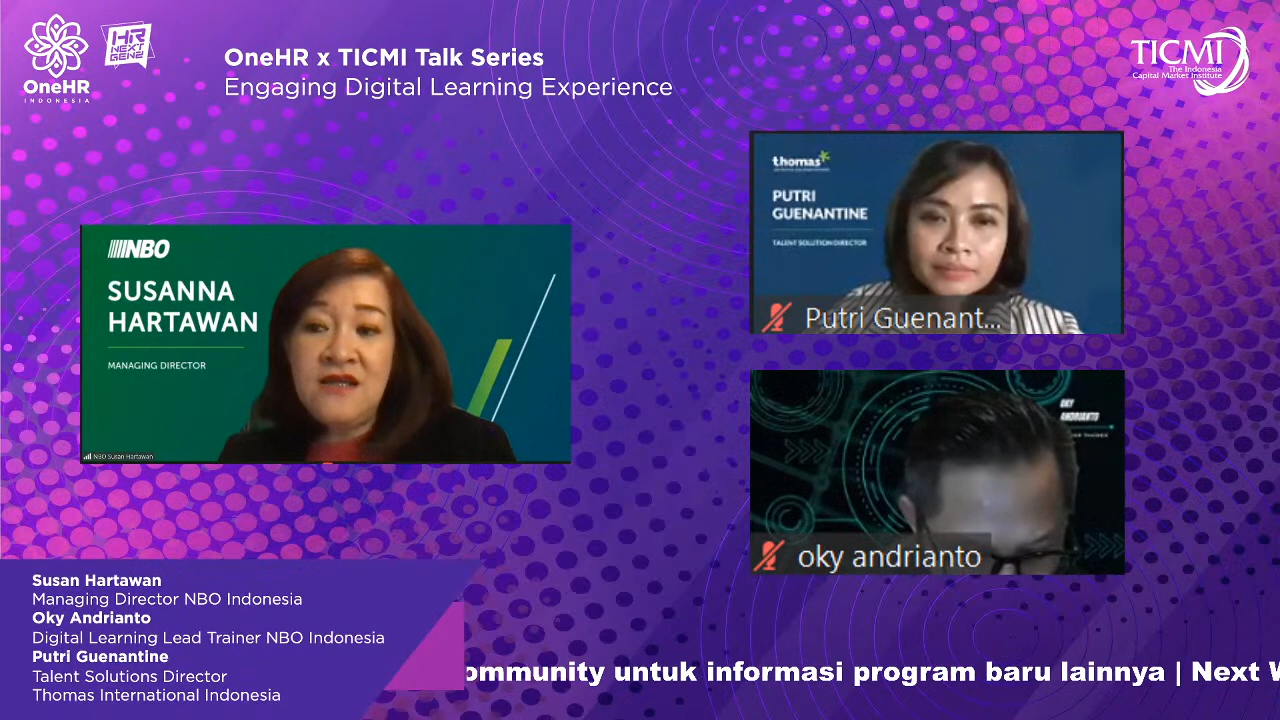 OneHR
INDONESIA
HR
NEXT
GEN
OneHR x TICMI Talk Series
Engaging Digital Learning Experience
TICMI
The Indonesia
Capital Market Institute
NBO
SUSANNA
HARTAWAN
MANAGING DIRECTOR
NBO Susan Hartawan
thomas
PUTRI
GUENANTINE
TALENT SOLUTION DIRECTOR
Putri Guenant...
OKY
ANDRIANTO
oky andrianto
Susan Hartawan
Managing Director NBO Indonesia
Oky Andrianto
Digital Learning Lead Trainer NBO Indonesia
Putri Guenantine
Talent Solutions Director
Thomas International Indonesia
ommunity untuk informasi program baru lainnya | Next W